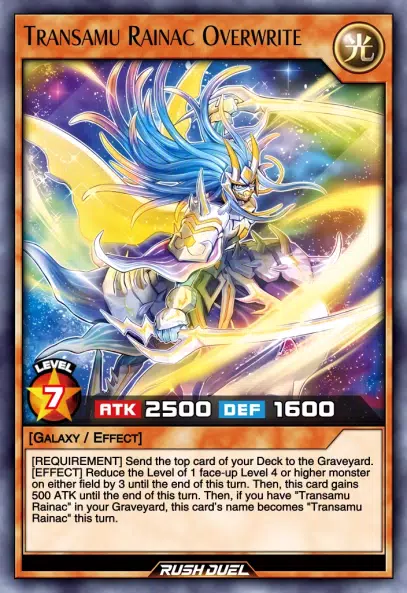 TRANSAMU RAINAC OVERWRITE
光
LEVEL
7
ATK 2500 DEF 1600
[GALAXY / EFFECT]
[REQUIREMENT] Send the top card of your Deck to the Graveyard.
[EFFECT] Reduce the Level of 1 face-up Level 4 or higher monster
on either field by 3 until the end of this turn. Then, this card gains
500 ATK until the end of this turn. Then, if you have "Transamu
Rainac" in your Graveyard, this card's name becomes "Transamu
Rainac" this turn.
RUSH DUEL